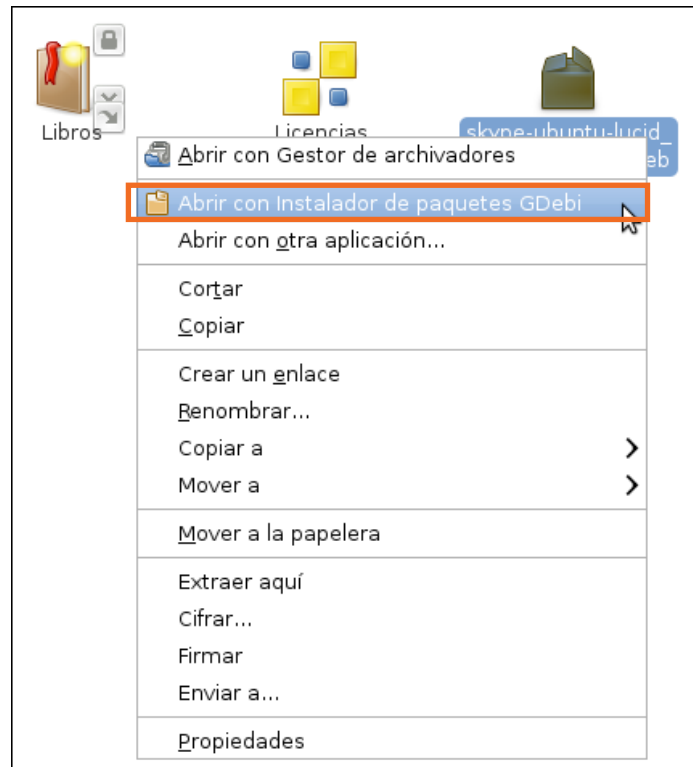 Libros
Licencias
skype-ubuntu-lucid_
eb
Abrir con Gestor de archivadores
Abrir con Instalador de paquetes GDebi
Abrir con otra aplicación...
Cortar
Copiar
Crear un enlace
Renombrar...
Copiar a
Mover a
Mover a la papelera
Extraer aquí
Cifrar...
Firmar
Enviar a...
Propiedades